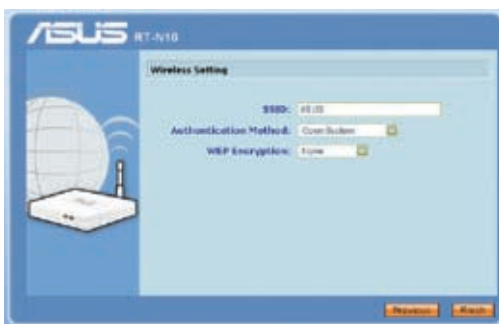 ASUS RT-N10
Wireless Setting
SSID: ASUS
Authentication Method: Open System
WEP Encryption: None
Previous Finish